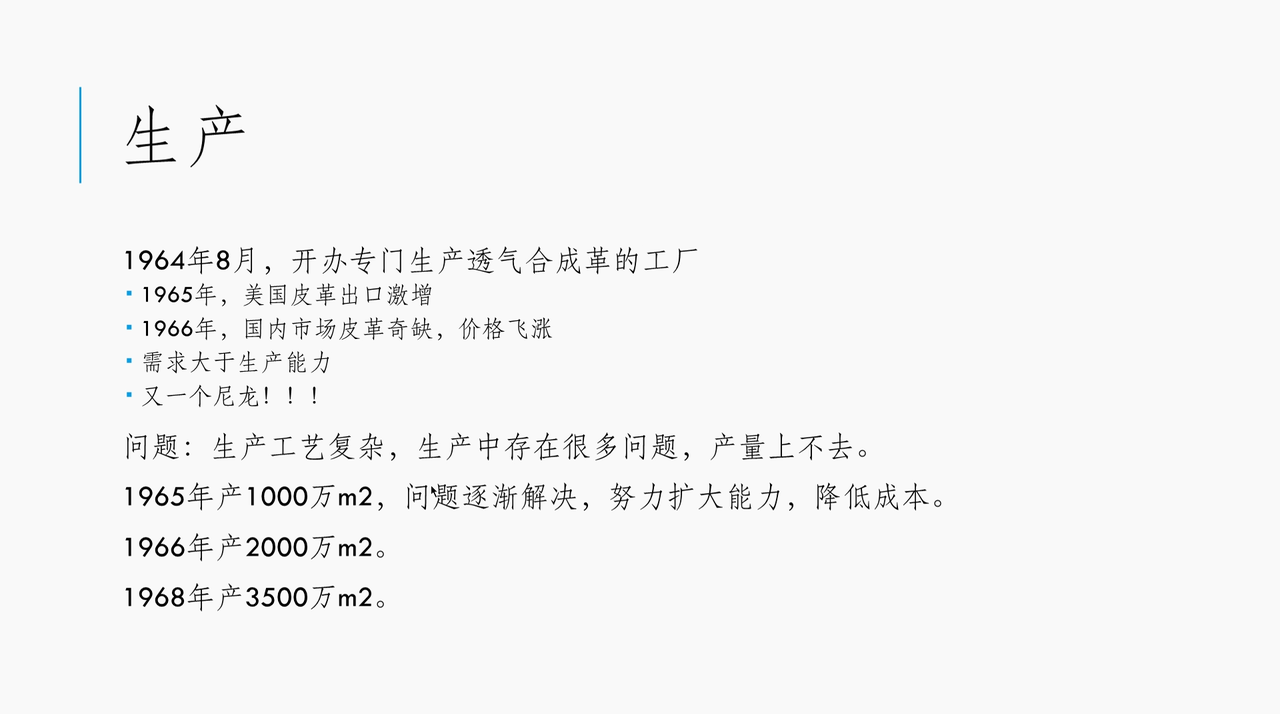 生产
1964年8月，开办专门生产透气合成革的工厂
▪ 1965年，美国皮革出口激增
▪ 1966年，国内市场皮革奇缺，价格飞涨
▪ 需求大于生产能力
▪ 又一个尼龙！！！
问题：生产工艺复杂，生产中存在很多问题，产量上不去。
1965年产1000万m2，问题逐渐解决，努力扩大能力，降低成本。
1966年产2000万m2。
1968年产3500万m2。